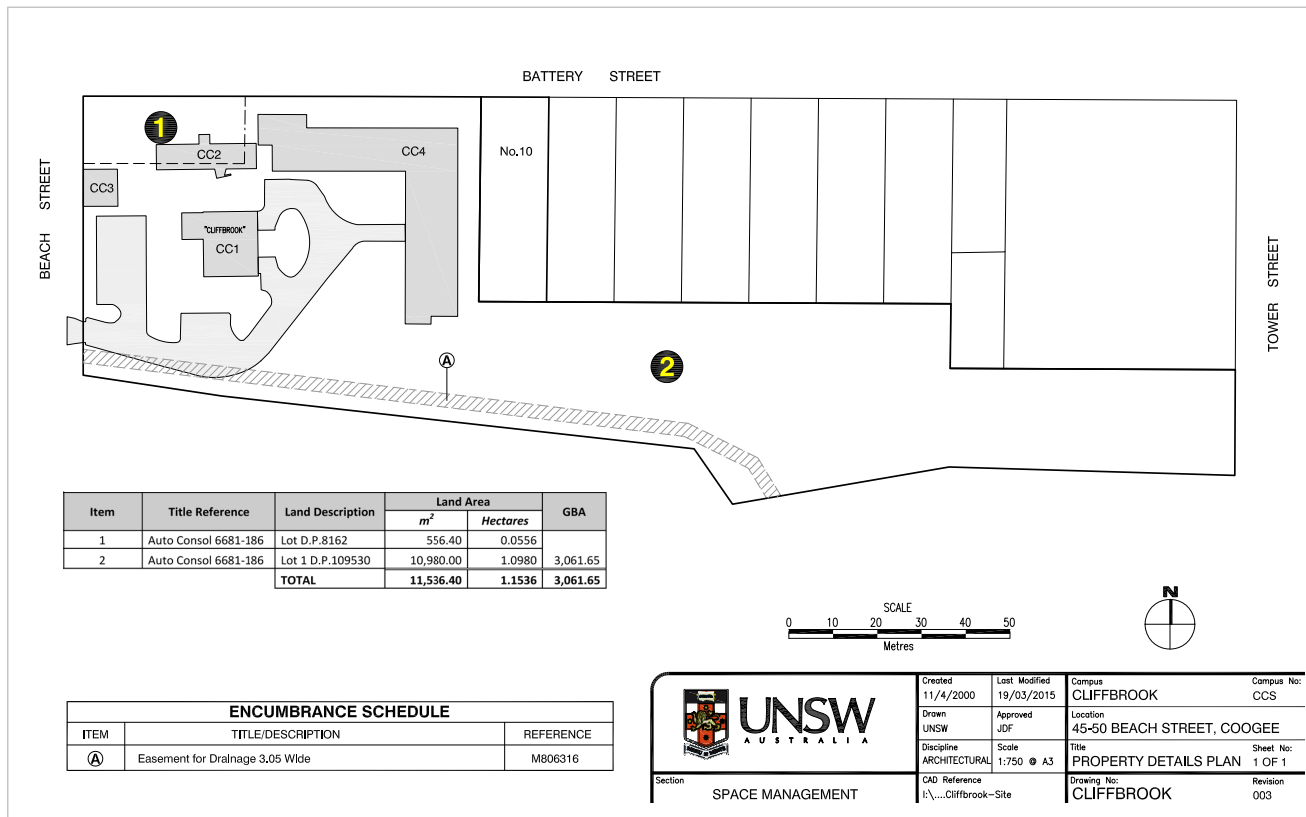 BATTERY STREET
BEACH STREET
TOWER STREET
1
CC2
CC4
No.10
CC3
"CLIFFBROOK"
CC1
A
2
Item Title Reference Land Description Land Area GBA
m² Hectares
1 Auto Consol 6681-186 Lot D.P.8162 556.40 0.0556
2 Auto Consol 6681-186 Lot 1 D.P.109530 10,980.00 1.0980 3,061.65
TOTAL 11,536.40 1.1536 3,061.65
SCALE
0 10 20 30 40 50
Metres
N
ENCUMBRANCE SCHEDULE
ITEM TITLE/DESCRIPTION REFERENCE
A Easement for Drainage 3.05 Wide M806316
UNSW
AUSTRALIA
Section
SPACE MANAGEMENT
Created Last Modified
11/4/2000 19/03/2015
Drawn Approved
UNSW JDF
Discipline Scale
ARCHITECTURAL 1:750 @ A3
CAD Reference
I:\....Cliffbrook-Site
Campus Campus No:
CLIFFBROOK CCS
Location
45-50 BEACH STREET, COOGEE
Title Sheet No:
PROPERTY DETAILS PLAN 1 OF 1
Drawing No: Revision
CLIFFBROOK 003